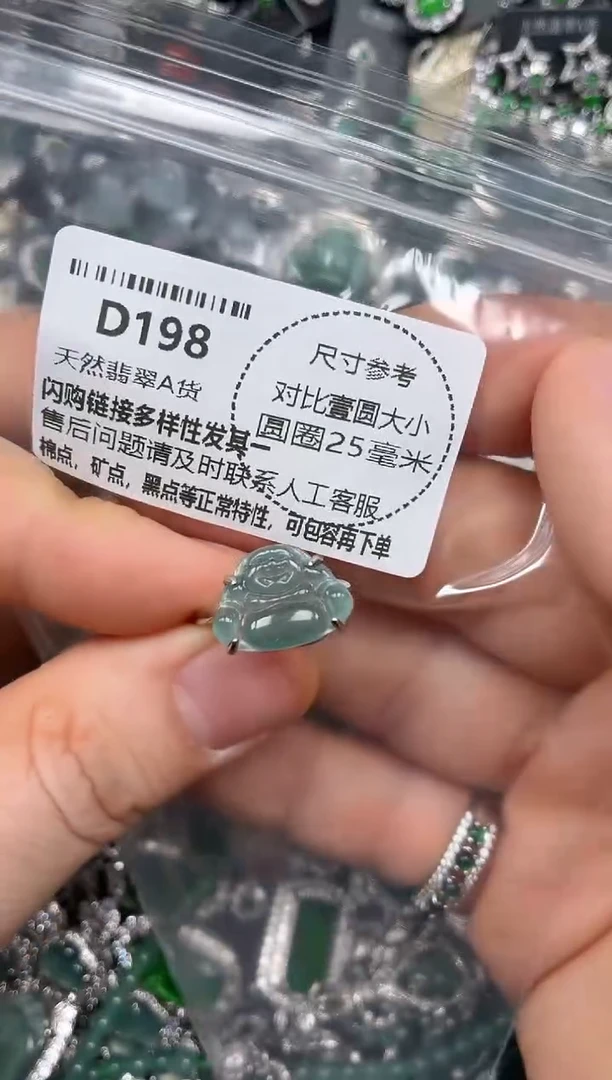 D198
天然翡翠A货
闪购链接多样性发其一
售后问题请及时联系人工客服
棉点，矿点，黑点等正常特性，可包容再下单
尺寸参考
对比壹圆大小
圆圈25毫米